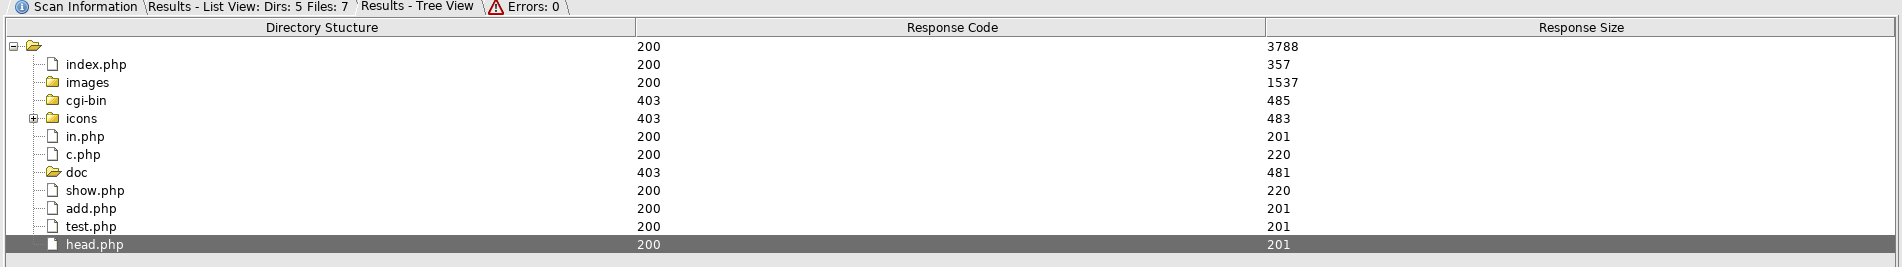 Scan Information \ Results - List View: Dirs: 5 Files: 7 \ Results - Tree View \ Errors: 0 \
Directory Stucture Response Code Response Size
200 3788
index.php 200 357
images 200 1537
cgi-bin 403 485
icons 403 483
in.php 200 201
c.php 200 220
doc 403 481
show.php 200 220
add.php 200 201
test.php 200 201
head.php 200 201